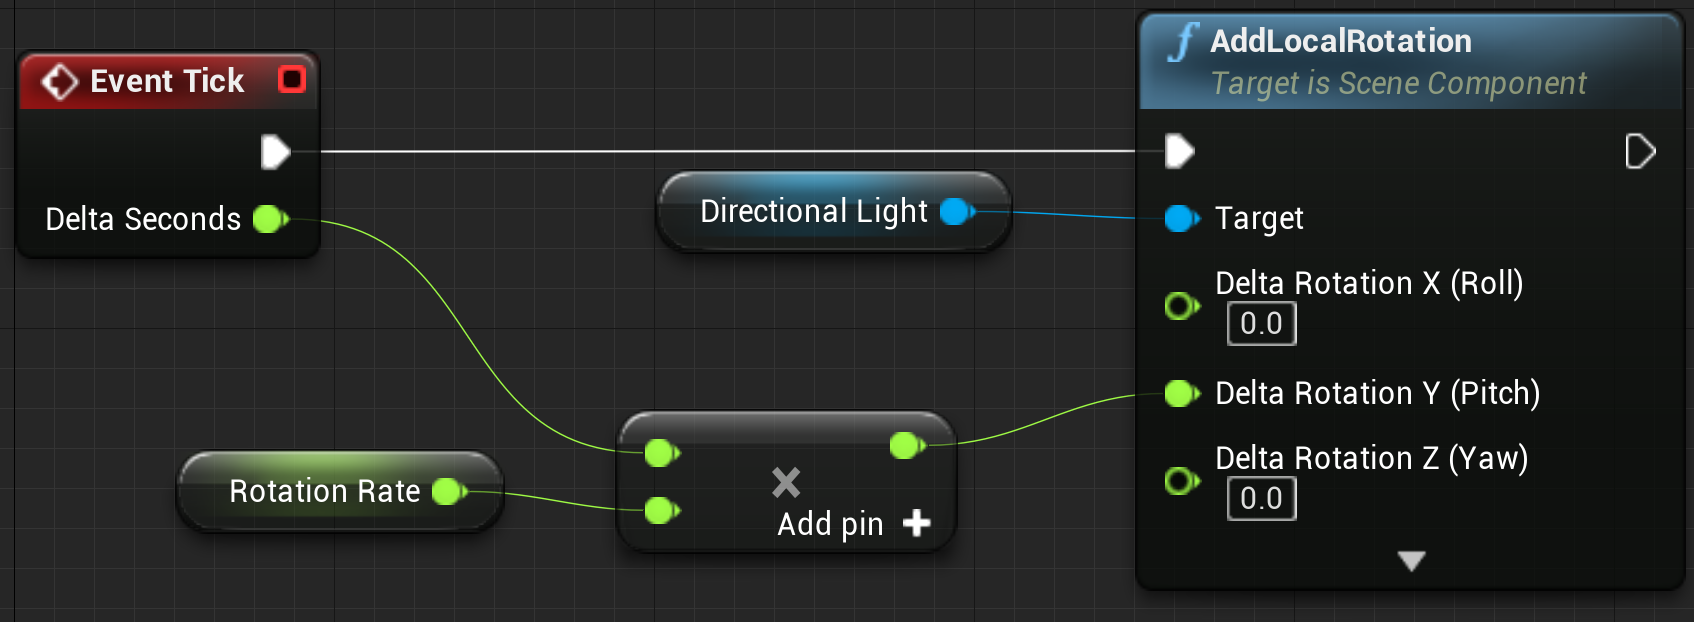 Event Tick
Delta Seconds
Directional Light
Rotation Rate
Add pin
f AddLocalRotation
Target is Scene Component
Target
Delta Rotation X (Roll)
0.0
Delta Rotation Y (Pitch)
Delta Rotation Z (Yaw)
0.0